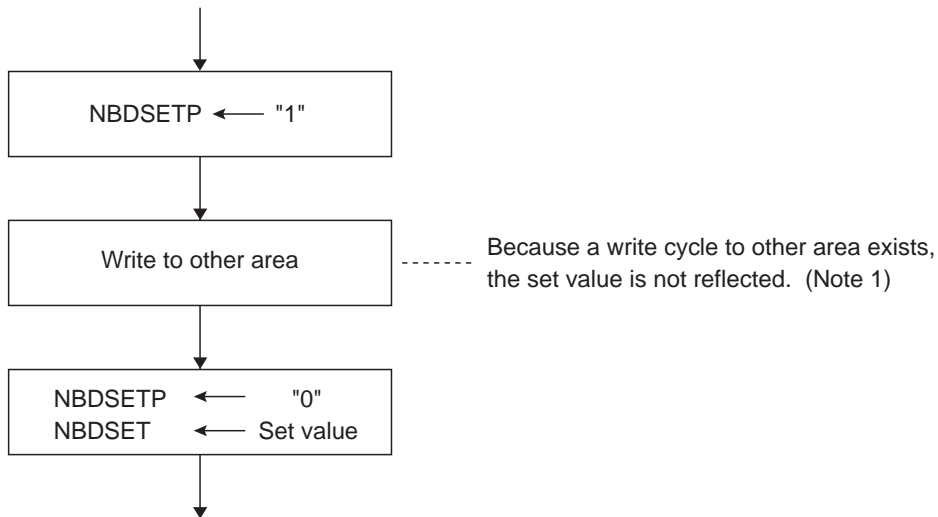 NBDSETP ← "1"
Write to other area
Because a write cycle to other area exists,
the set value is not reflected. (Note 1)
NBDSETP ← "0"
NBDSET ← Set value